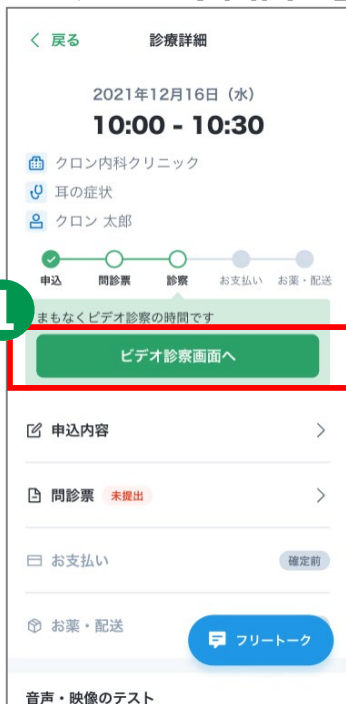 戻る 診療詳細
2021年12月16日（水）
10:00 - 10:30
クロン内科クリニック
耳の症状
クロン 太郎
申込 問診票 診察 お支払い お薬・配送
1
まもなくビデオ診察の時間です
ビデオ診察画面へ
申込内容
問診票 未提出
お支払い 確定前
お薬・配送
フリートーク
音声・映像のテスト